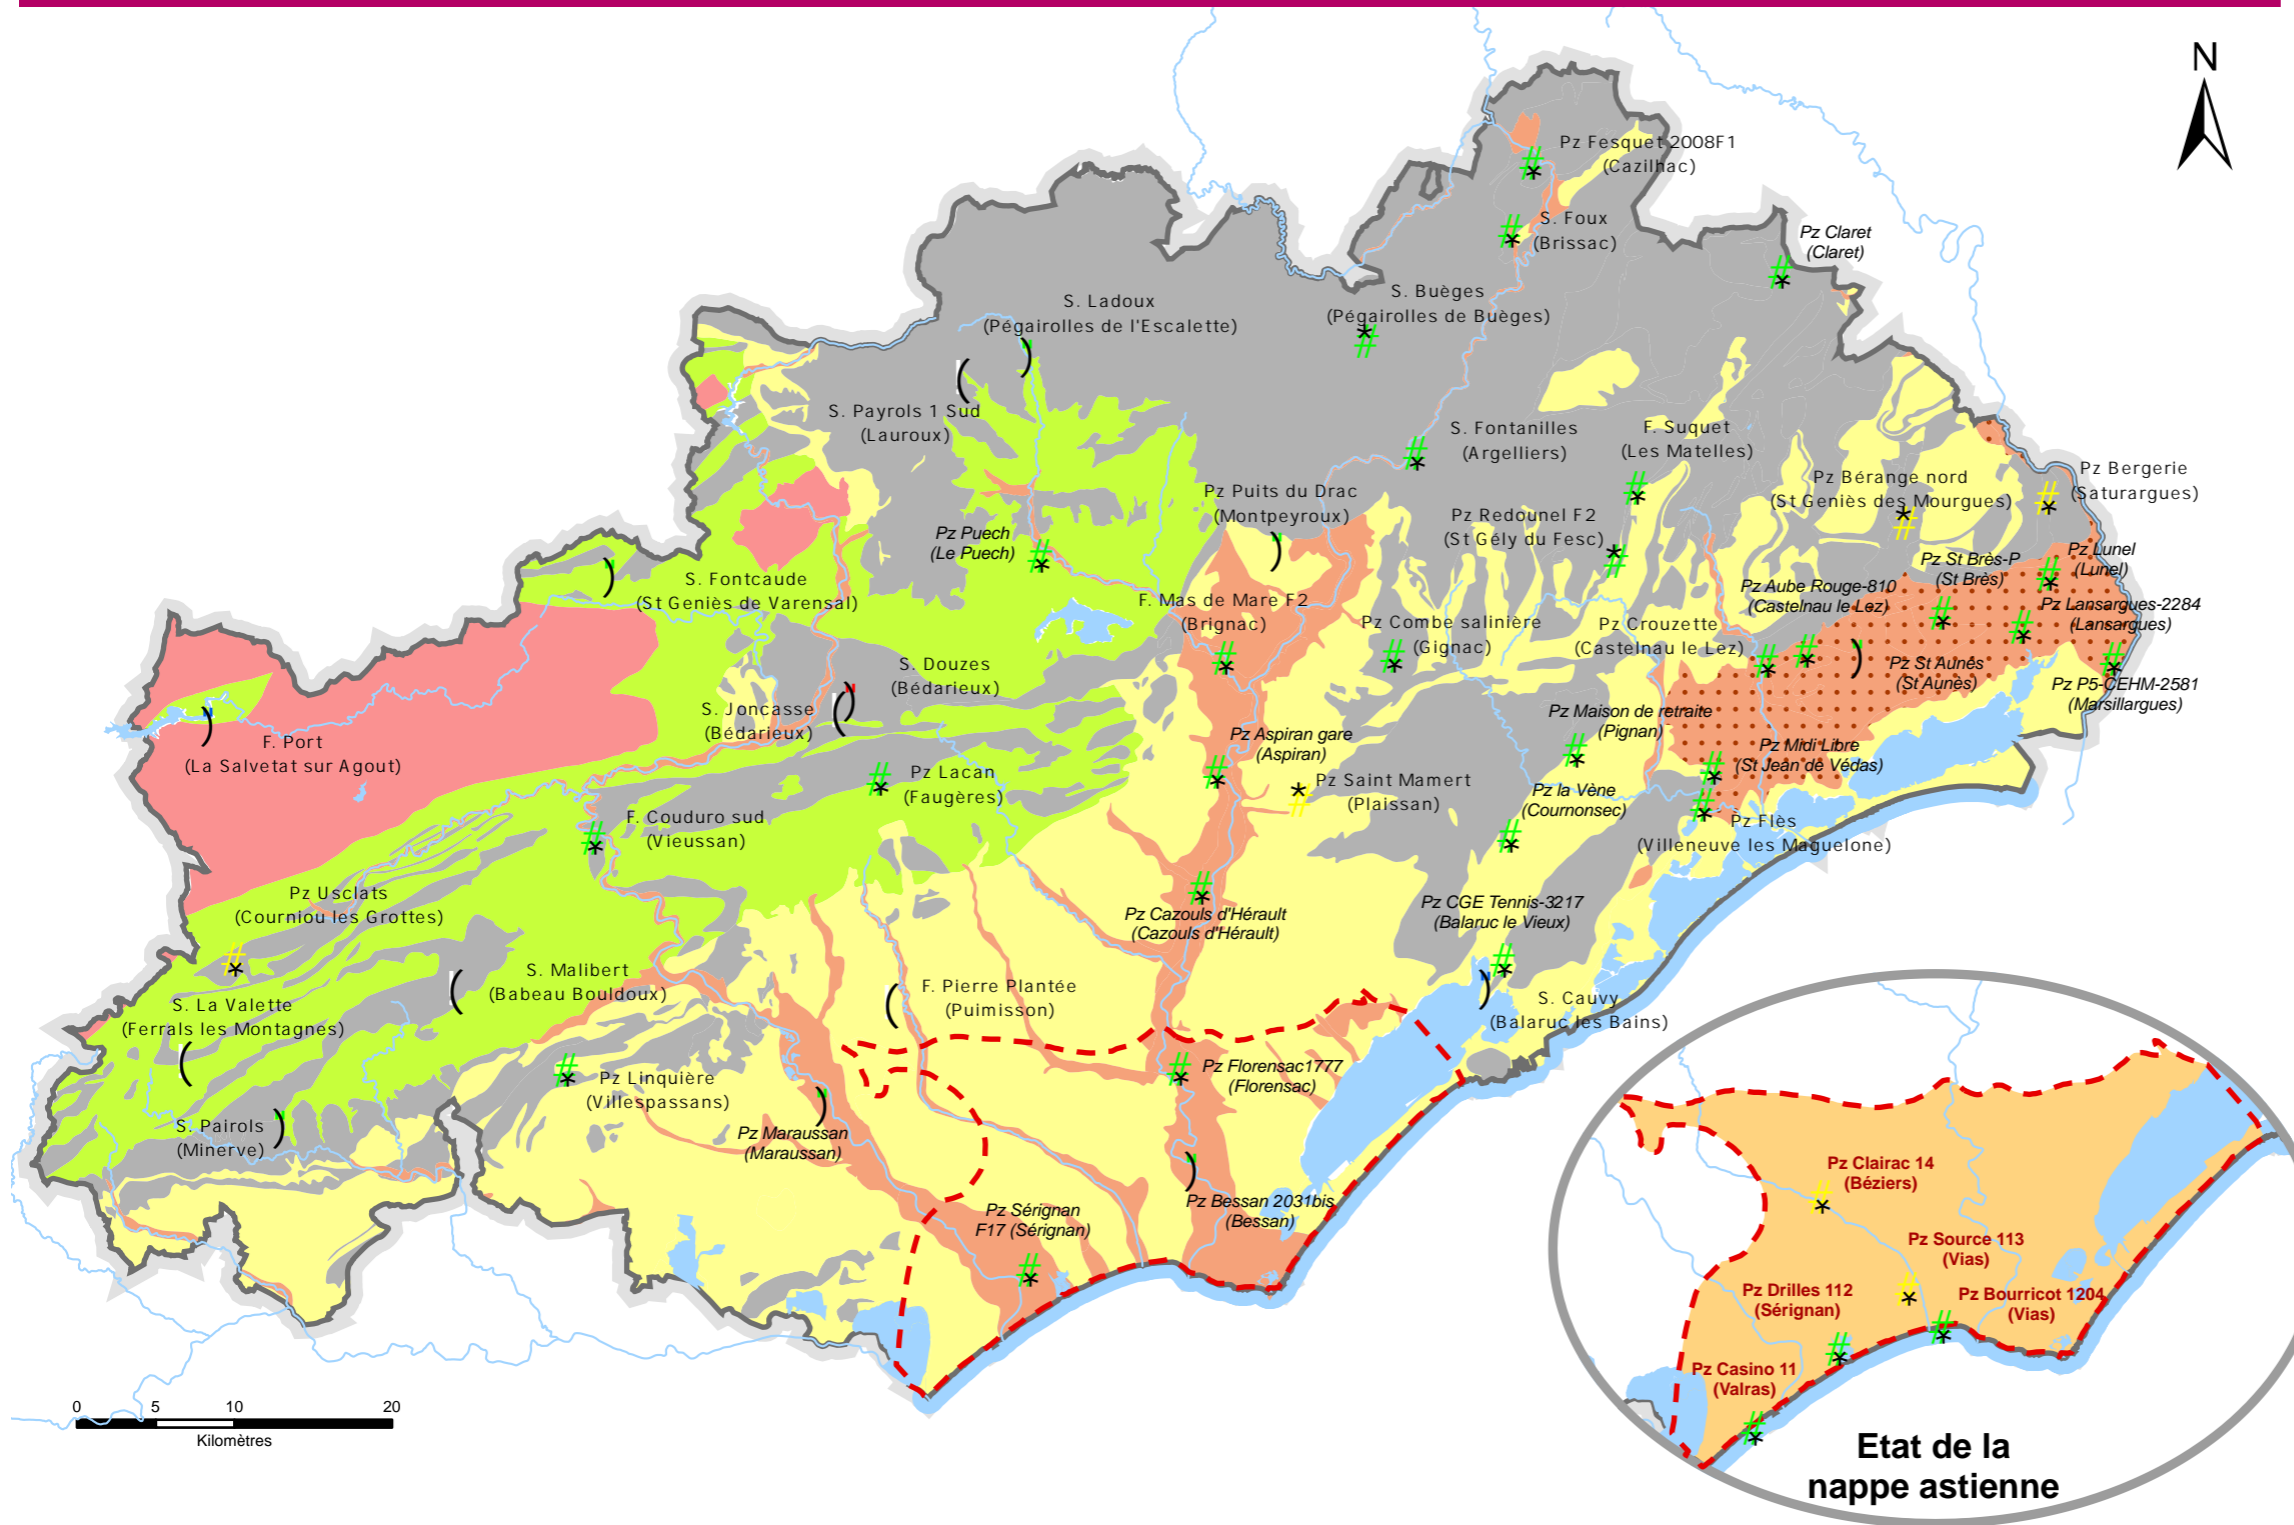 N
Pz Fesquet 2008F1
(Cazilhac)
S. Foux
(Brissac)
Pz Claret
(Claret)
S. Ladoux
(Pégairolles de l'Escalette)
S. Buèges
(Pégairolles de Buèges)
S. Payrols 1 Sud
(Lauroux)
S. Fontanilles
(Argelliers)
F. Suquet
(Les Matelles)
Pz Bérange nord
(St Geniès des Mourgues)
Pz Bergerie
(Saturargues)
Pz Puits du Drac
(Montpeyroux)
Pz Redounel F2
(St Gély du Fesc)
Pz Puech
(Le Puech)
Pz St Brès-P
(St Brès)
Pz Lunel
(Lunel)
S. Fontcaude
(St Geniès de Varensal)
Pz Aube Rouge-810
(Castelnau le Lez)
F. Mas de Mare F2
(Brignac)
Pz Lansargues-2284
(Lansargues)
Pz Combe salinière
(Gignac)
Pz Crouzette
(Castelnau le Lez)
S. Douzes
(Bédarieux)
Pz St Aunès
(St Aunès)
Pz P5-CEHM-2581
(Marsillargues)
S. Joncasse
(Bédarieux)
Pz Maison de retraite
(Pignan)
F. Port
(La Salvetat sur Agout)
Pz Aspiran gare
(Aspiran)
Pz Midi Libre
(St Jean de Védas)
Pz Lacan
(Faugères)
Pz Saint Mamert
(Plaissan)
Pz la Vène
(Cournonsec)
F. Couduro sud
(Vieussan)
Pz Flès
(Villeneuve les Maguelone)
Pz Usclats
(Courniou les Grottes)
Pz CGE Tennis-3217
(Balaruc le Vieux)
Pz Cazouls d'Hérault
(Cazouls d'Hérault)
S. Malibert
(Babeau Bouldoux)
F. Pierre Plantée
(Puimisson)
S. La Valette
(Ferrals les Montagnes)
S. Cauvy
(Balaruc les Bains)
Pz Linquière
(Villespassans)
Pz Florensac1777
(Florensac)
S. Pairols
(Minerve)
Pz Maraussan
(Maraussan)
Pz Bessan 2031bis
(Bessan)
Pz Sérignan
F17 (Sérignan)
Pz Clairac 14
(Béziers)
Pz Source 113
(Vias)
Pz Drilles 112
(Sérignan)
Pz Bourricot 1204
(Vias)
Pz Casino 11
(Valras)
Etat de la
nappe astienne
0 5 10 20
Kilomètres